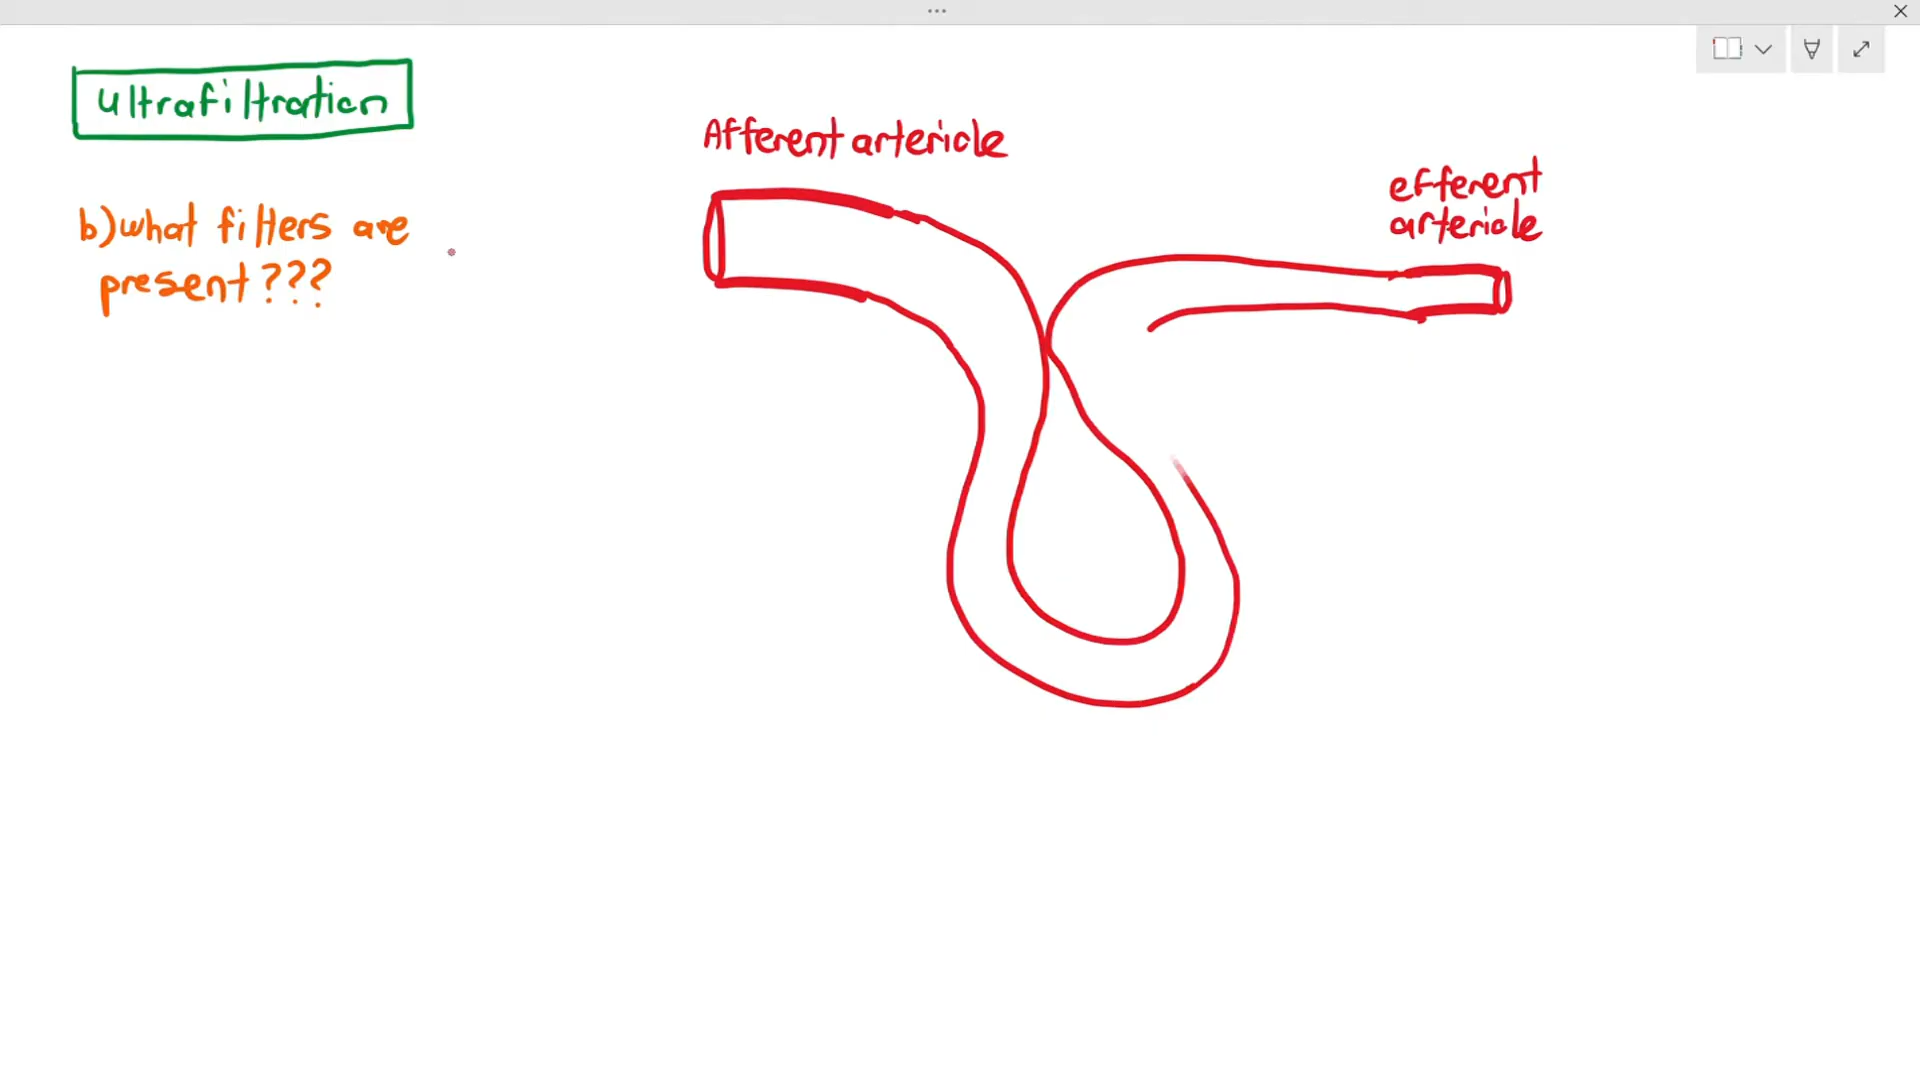 Ultrafiltration
b) what filters are
present???
Afferent arteriole
efferent
arteriole